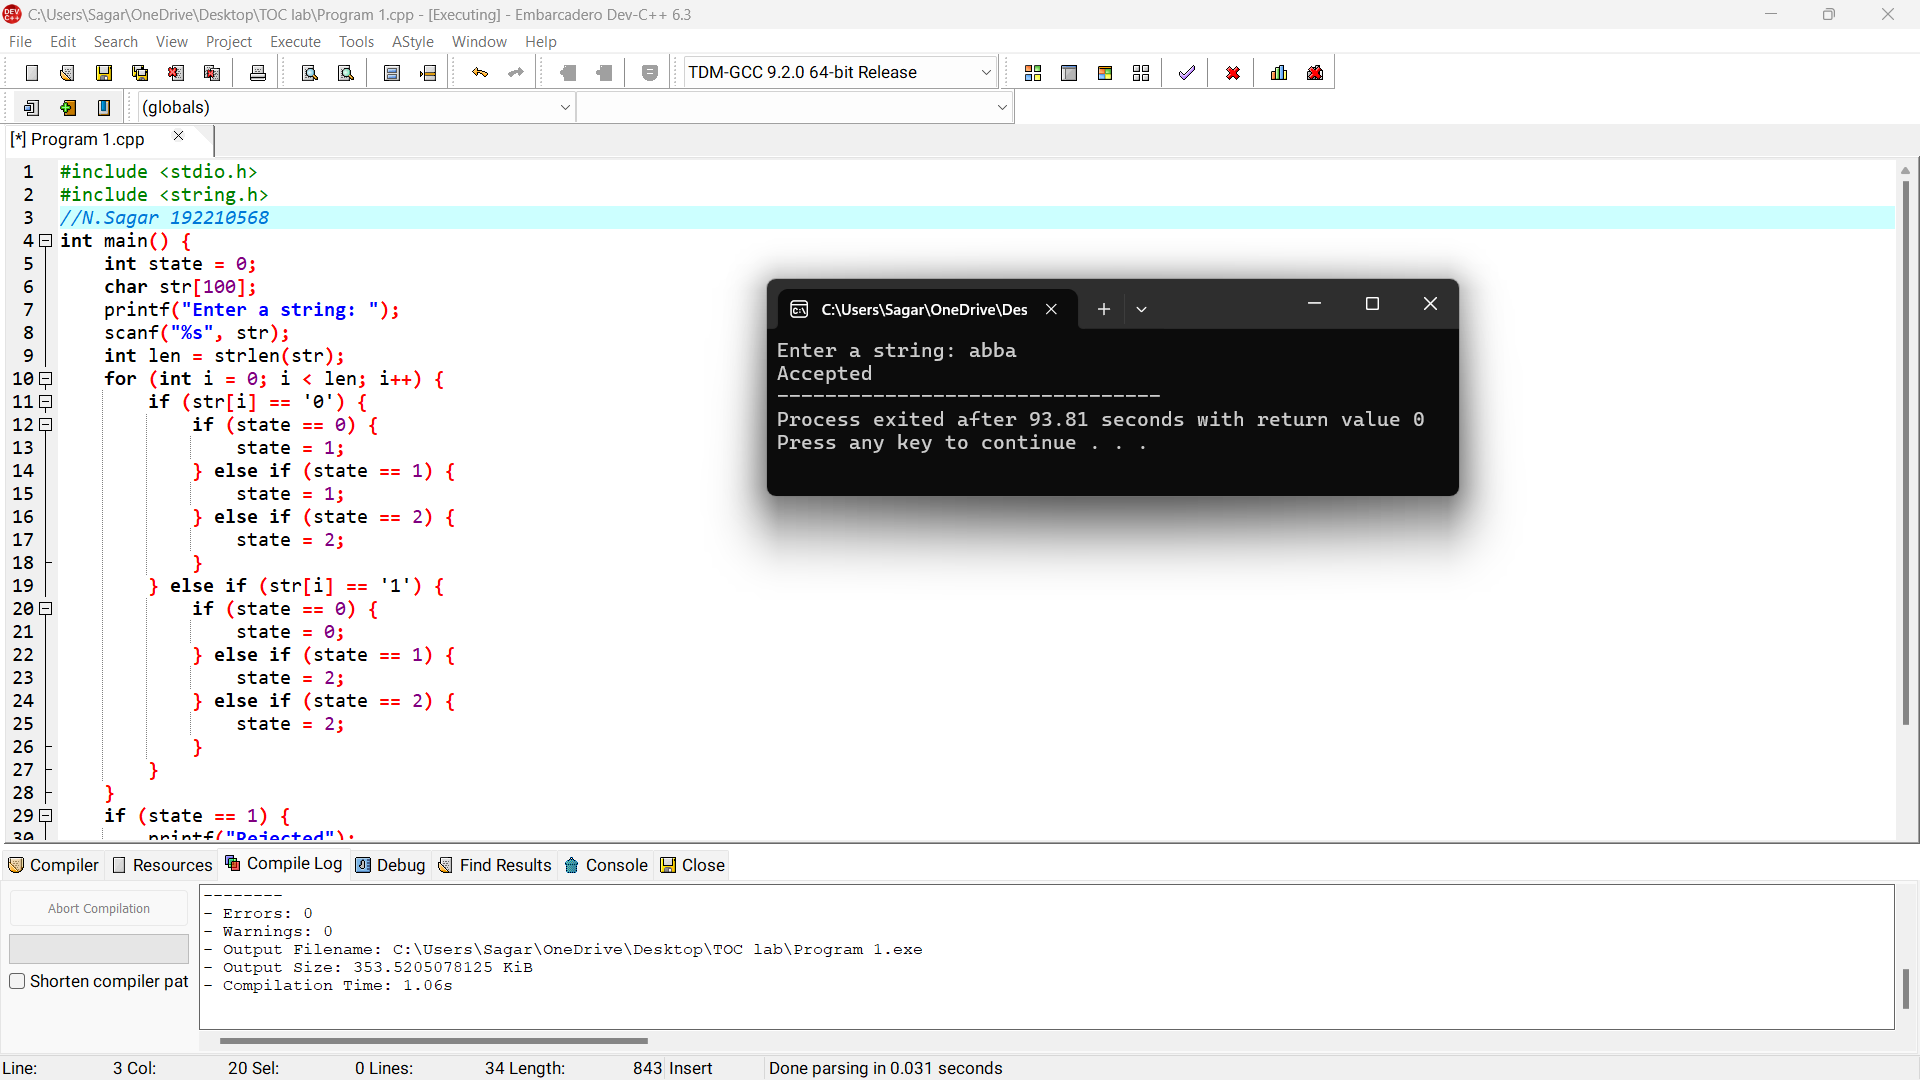 C:\Users\Sagar\OneDrive\Desktop\TOC lab\Program 1.cpp - [Executing] - Embarcadero Dev-C++ 6.3
File Edit Search View Project Execute Tools AStyle Window Help
TDM-GCC 9.2.0 64-bit Release
(globals)
[*] Program 1.cpp
1 #include <stdio.h>
2 #include <string.h>
3 //N.Sagar 192210568
4 int main() {
5 int state = 0;
6 char str[100];
7 printf("Enter a string: ");
8 scanf("%s", str);
9 int len = strlen(str);
10 for (int i = 0; i < len; i++) {
11 if (str[i] == '0') {
12 if (state == 0) {
13 state = 1;
14 } else if (state == 1) {
15 state = 1;
16 } else if (state == 2) {
17 state = 2;
18 }
19 } else if (str[i] == '1') {
20 if (state == 0) {
21 state = 0;
22 } else if (state == 1) {
23 state = 2;
24 } else if (state == 2) {
25 state = 2;
26 }
27 }
28 }
29 if (state == 1) {
30 printf("Rejected");
C:\Users\Sagar\OneDrive\Des
Enter a string: abba
Accepted
--------------------------------
Process exited after 93.81 seconds with return value 0
Press any key to continue . . .
Compiler Resources Compile Log Debug Find Results Console Close
Abort Compilation
Shorten compiler pat
--------
- Errors: 0
- Warnings: 0
- Output Filename: C:\Users\Sagar\OneDrive\Desktop\TOC lab\Program 1.exe
- Output Size: 353.5205078125 KiB
- Compilation Time: 1.06s
Line: 3 Col: 20 Sel: 0 Lines: 34 Length: 843 Insert Done parsing in 0.031 seconds